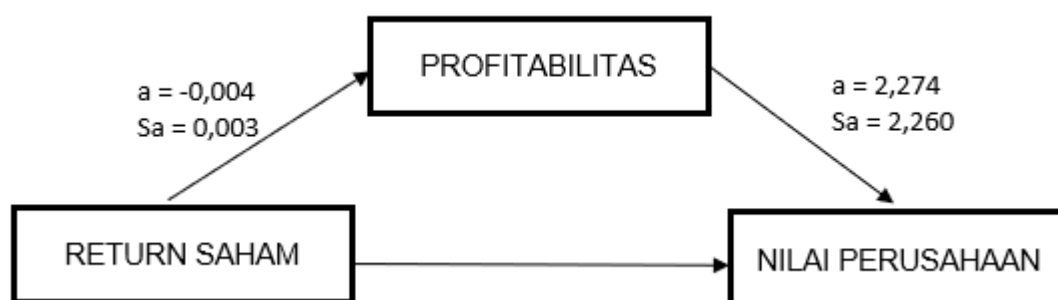 PROFITABILITAS
a = -0,004
Sa = 0,003
a = 2,274
Sa = 2,260
RETURN SAHAM
NILAI PERUSAHAAN